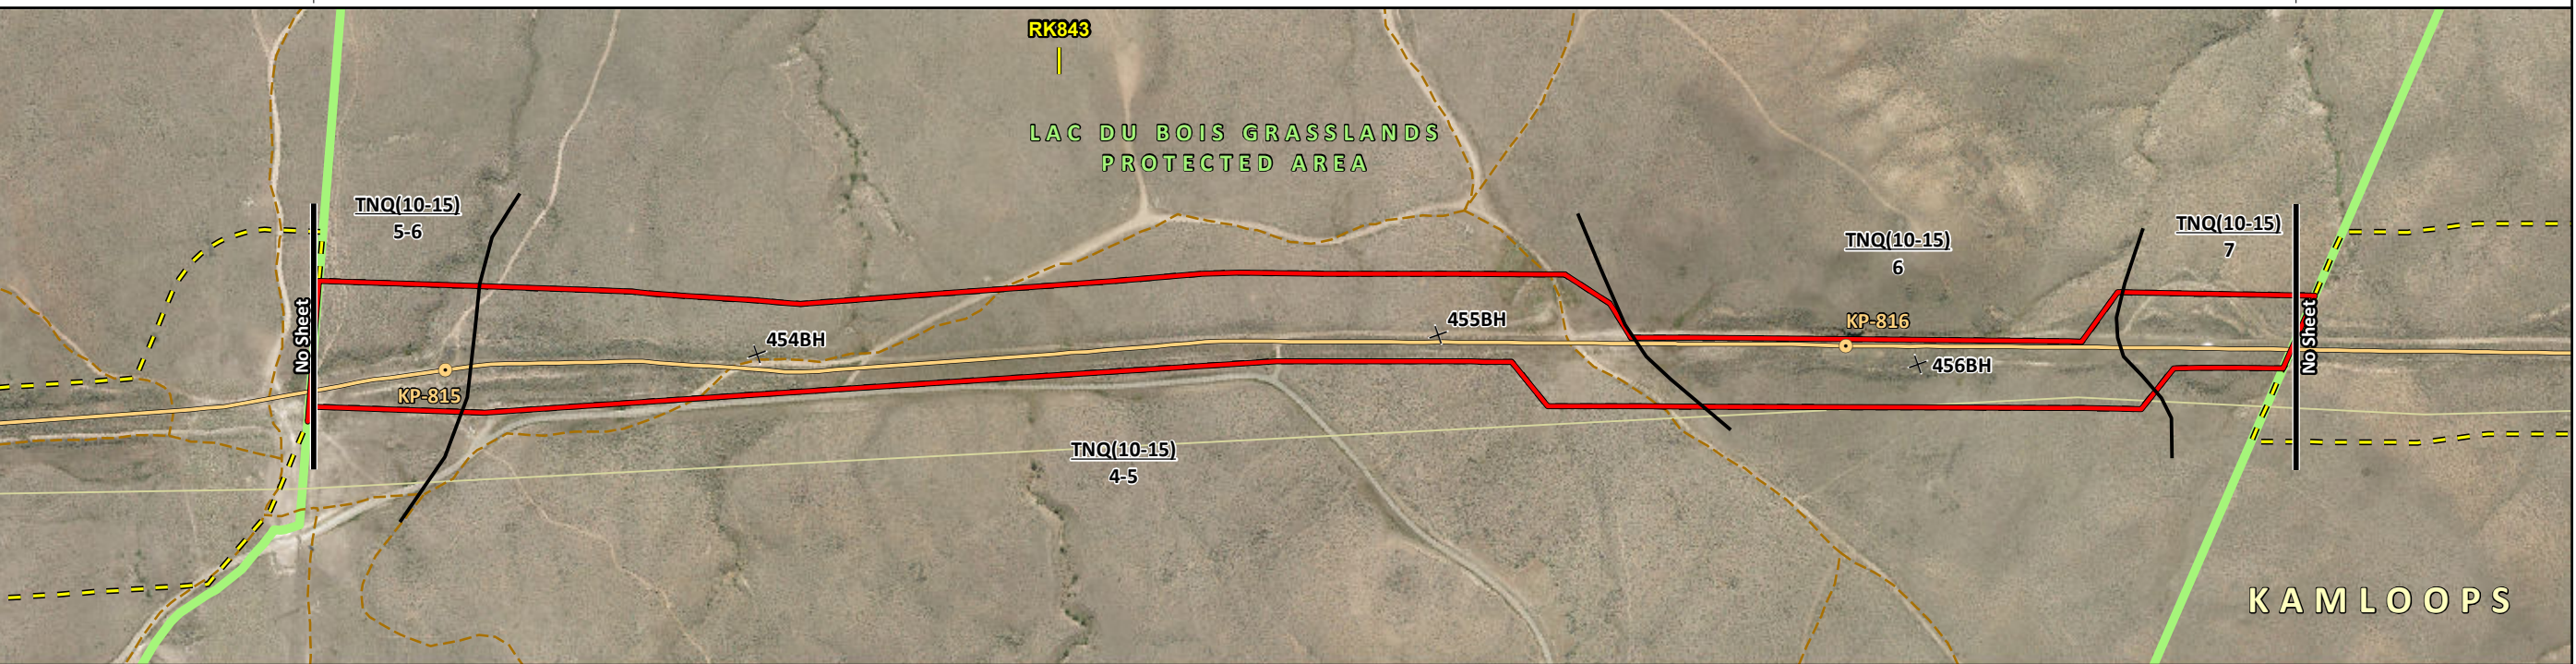 RK843
LAC DU BOIS GRASSLANDS
PROTECTED AREA
TNQ(10-15)
5-6
TNQ(10-15)
6
TNQ(10-15)
7
No Sheet
KP-815
454BH
455BH
KP-816
456BH
No Sheet
TNQ(10-15)
4-5
KAMLOOPS